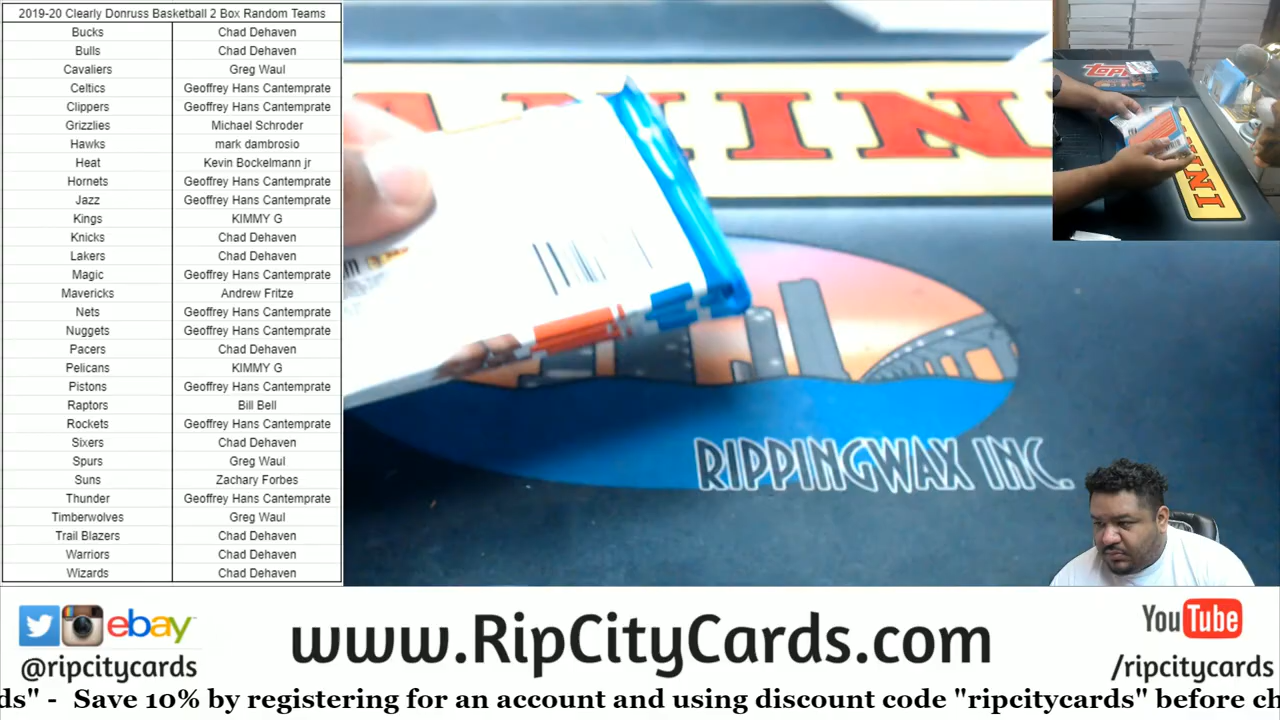 2019-20 Clearly Donruss Basketball 2 Box Random Teams
Bucks Chad Dehaven
Bulls Chad Dehaven
Cavaliers Greg Waul
Celtics Geoffrey Hans Cantemprate
Clippers Geoffrey Hans Cantemprate
Grizzlies Michael Schroder
Hawks mark dambrosio
Heat Kevin Bockelmann jr
Hornets Geoffrey Hans Cantemprate
Jazz Geoffrey Hans Cantemprate
Kings KIMMY G
Knicks Chad Dehaven
Lakers Chad Dehaven
Magic Geoffrey Hans Cantemprate
Mavericks Andrew Fritze
Nets Geoffrey Hans Cantemprate
Nuggets Geoffrey Hans Cantemprate
Pacers Chad Dehaven
Pelicans KIMMY G
Pistons Geoffrey Hans Cantemprate
Raptors Bill Bell
Rockets Geoffrey Hans Cantemprate
Sixers Chad Dehaven
Spurs Greg Waul
Suns Zachary Forbes
Thunder Geoffrey Hans Cantemprate
Timberwolves Greg Waul
Trail Blazers Chad Dehaven
Warriors Chad Dehaven
Wizards Chad Dehaven
RIPPINGWAX INC.
Topps
ebay
@ripcitycards
www.RipCityCards.com
YouTube
/ripcitycards
ds" - Save 10% by registering for an account and using discount code "ripcitycards" before ch